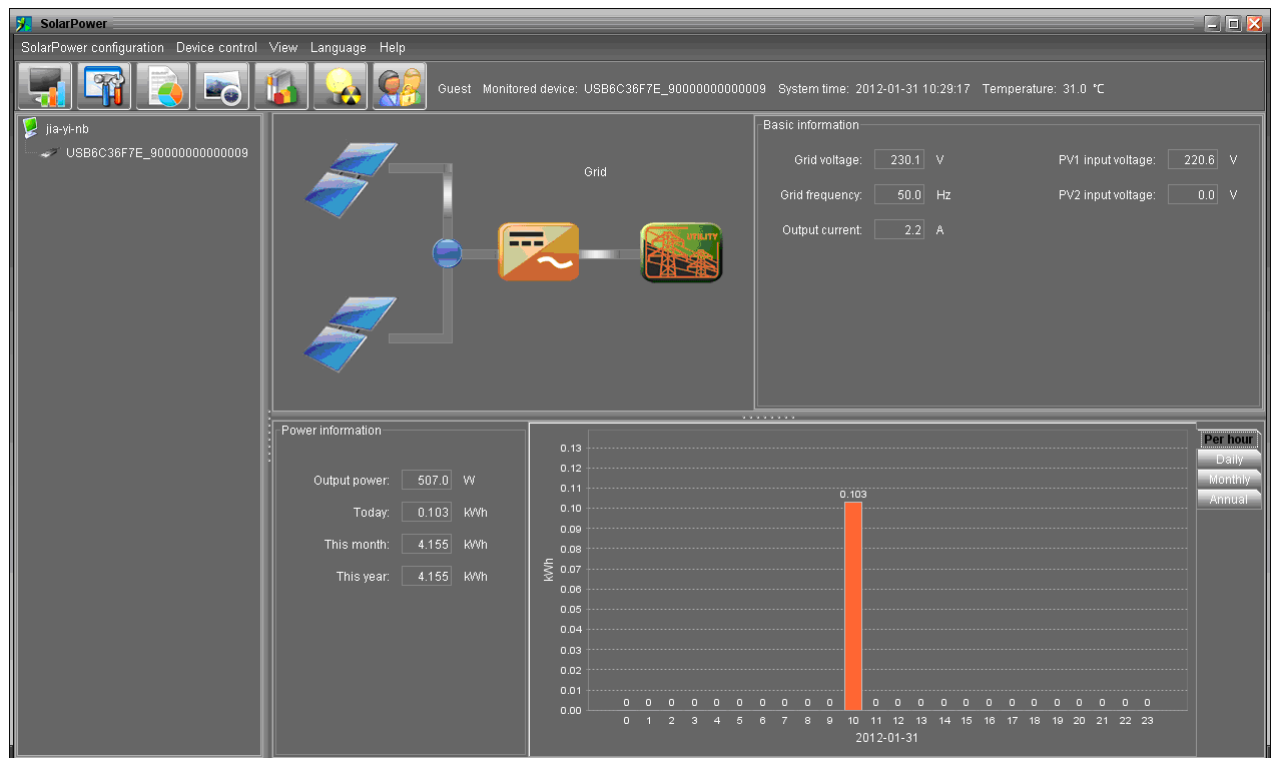 SolarPower
SolarPower configuration Device control View Language Help
Guest Monitored device: USB6C36F7E_90000000000009 System time: 2012-01-31 10:29:17 Temperature: 31.0 °C
jia-yi-nb
USB6C36F7E_90000000000009
Grid
UTILITY
Basic information
Grid voltage: 230.1 V PV1 input voltage: 220.6 V
Grid frequency: 50.0 Hz PV2 input voltage: 0.0 V
Output current: 2.2 A
Power information
Output power: 507.0 W
Today: 0.103 kWh
This month: 4.155 kWh
This year: 4.155 kWh
kWh
0.13
0.12
0.11
0.10
0.09
0.08
0.07
0.06
0.05
0.04
0.03
0.02
0.01
0.00
0.103
0 0 0 0 0 0 0 0 0 0 0 0 0 0 0 0 0 0 0 0 0 0 0
0 1 2 3 4 5 6 7 8 9 10 11 12 13 14 15 16 17 18 19 20 21 22 23
2012-01-31
Per hour
Daily
Monthly
Annual